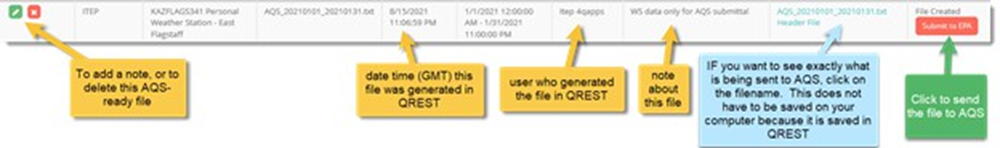 ITEP
KAZFLAGS341 Personal
Weather Station - East
Flagstaff
AQS_20210101_20210131.txt
8/15/2021
11:06:59 PM
1/1/2021 12:00:00
AM - 1/31/2021
11:00:00 PM
itep 4qapps
WS data only for AQS submittal
AQS_20210101_20210131.txt
Header File
File Created
Submit to EPA
To add a note, or to
delete this AQS-
ready file
date time (GMT) this
file was generated in
QREST
user who generated
the file in QREST
note
about
this file
IF you want to see exactly what
is being sent to AQS, click on
the filename. This does not
have to be saved on your
computer because it is saved in
QREST
Click to send
the file to AQS